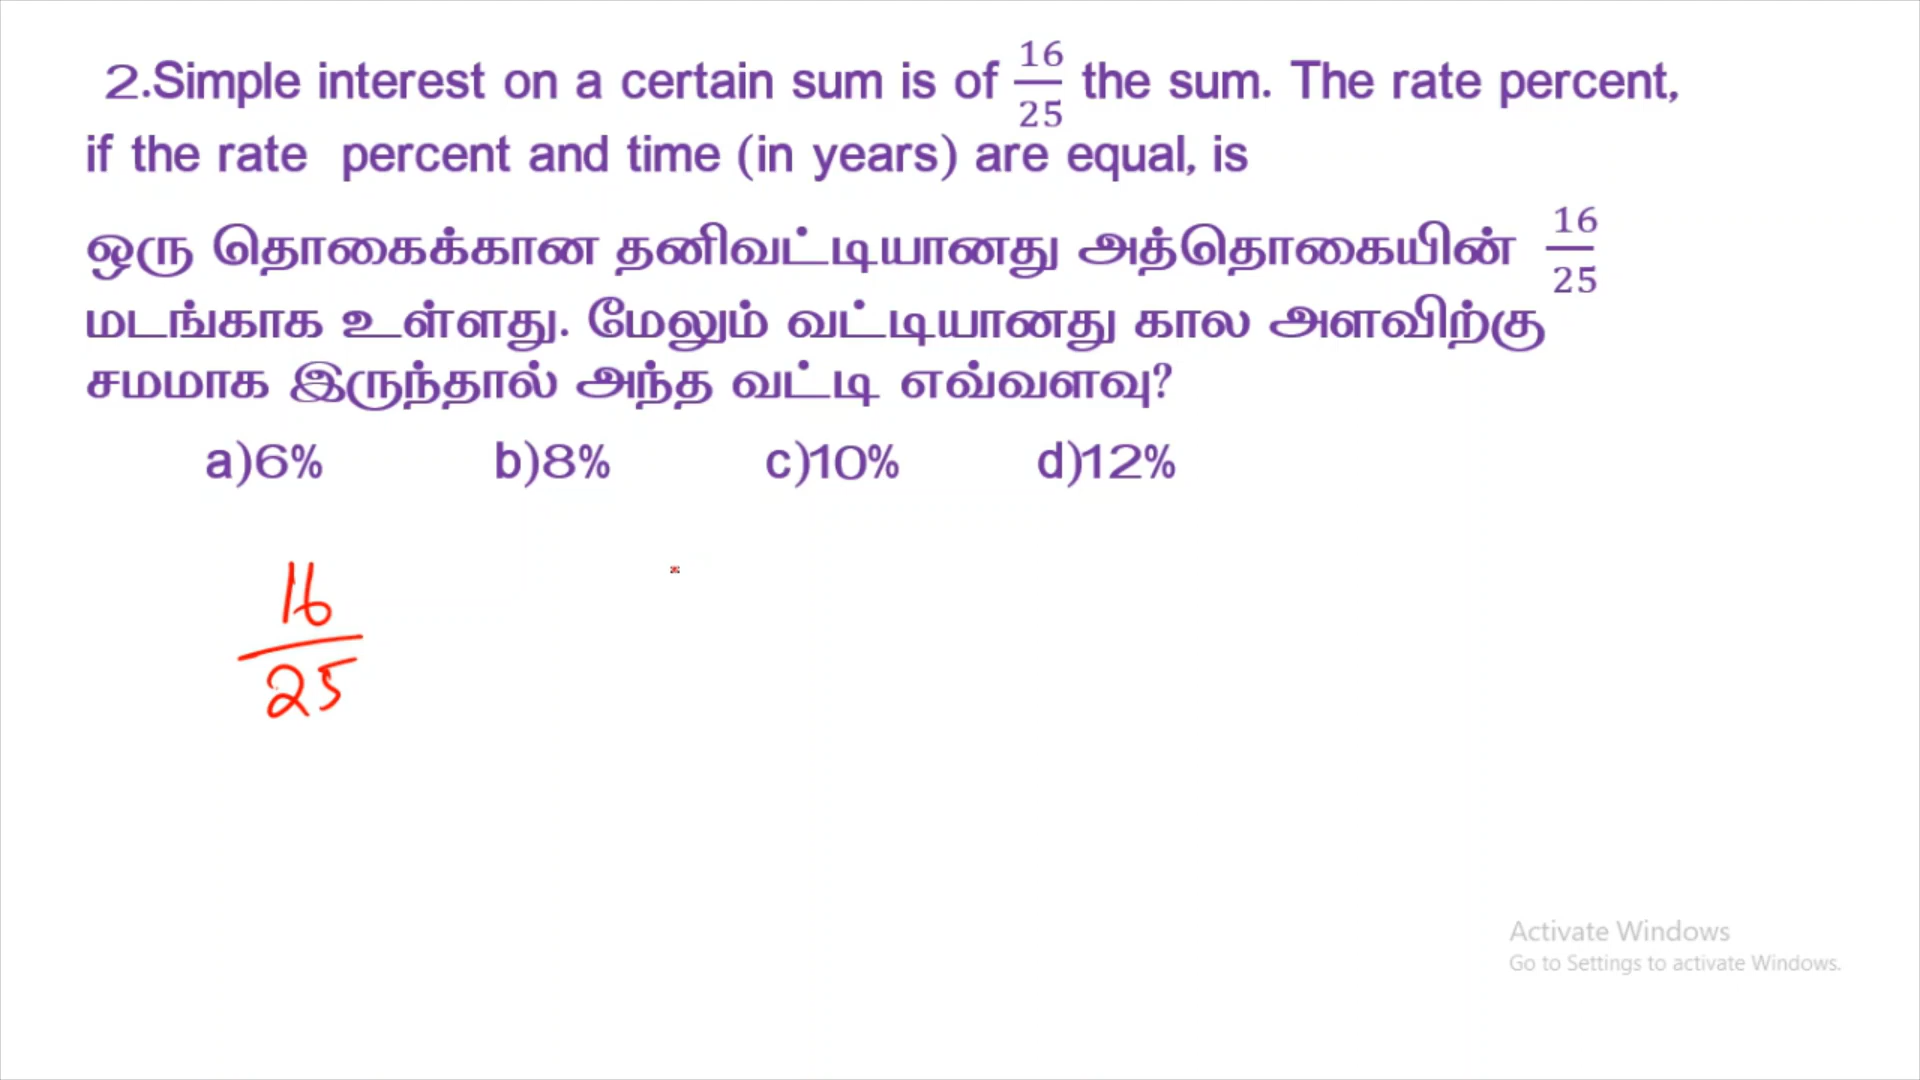 2.Simple interest on a certain sum is of 16/25 the sum. The rate percent,
if the rate percent and time (in years) are equal, is
ஒரு தொகைக்கான தனிவட்டியானது அத்தொகையின் 16/25
மடங்காக உள்ளது. மேலும் வட்டியானது கால அளவிற்கு
சமமாக இருந்தால் அந்த வட்டி எவ்வளவு?
a)6% b)8% c)10% d)12%
16
25
Activate Windows
Go to Settings to activate Windows.